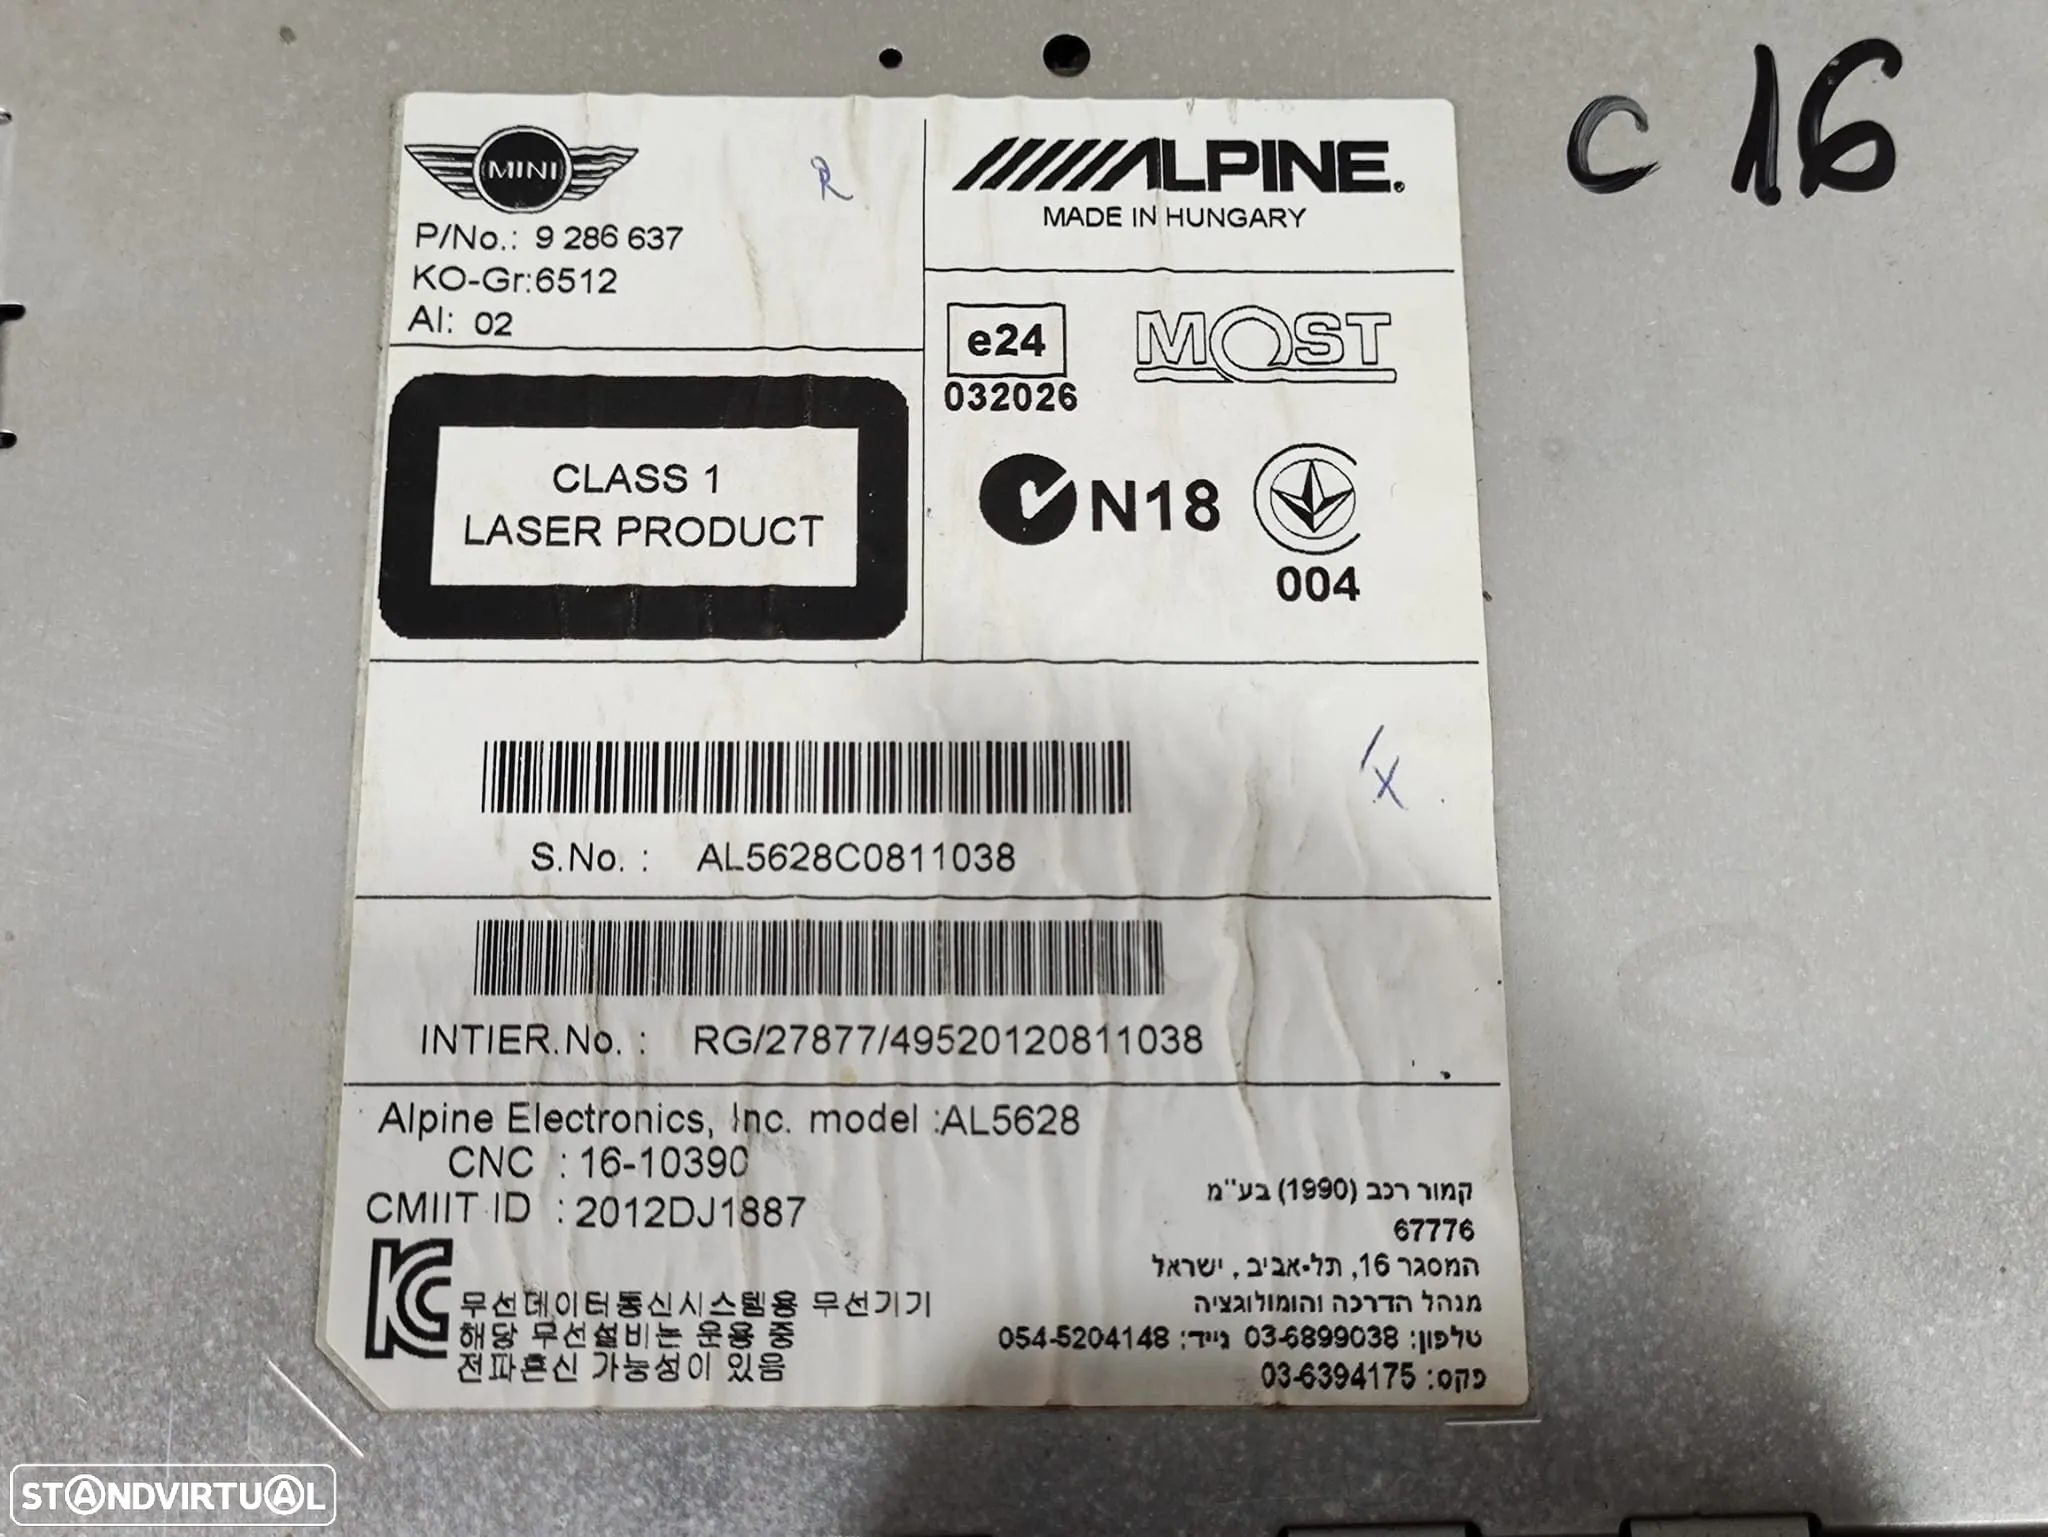 C 16
MINI
R
P/No.: 9 286 637
KO-Gr:6512
AI: 02
ALPINE.
MADE IN HUNGARY
e24
032026
MOST
N18
004
CLASS 1
LASER PRODUCT
S.No. : AL5628C0811038
X
INTIER.No. : RG/27877/49520120811038
Alpine Electronics, Inc. model :AL5628
CNC : 16-10390
CMIIT ID : 2012DJ1887
무선데이터통신시스템용 무선기기
해당 무선설비는 운용 중
전파혼신 가능성이 있음
קמור רכב (1990) בע"מ
67776
המסגר 16, תל-אביב, ישראל
מנהל הדרכה והומולוגציה
טלפון: 03-6899038 נייד: 054-5204148
פקס: 03-6394175
STANDVIRTUAL